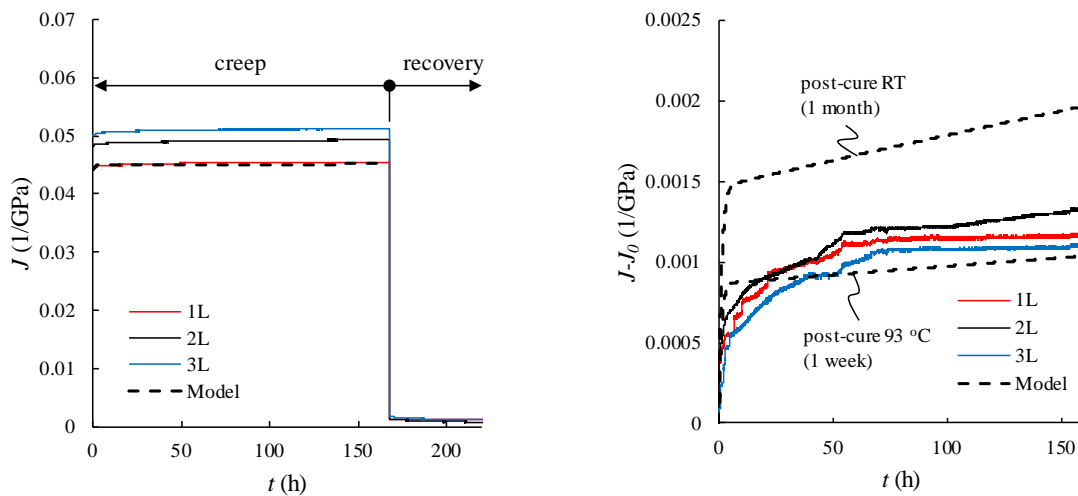 0.07
0.06
0.05
0.04
0.03
0.02
0.01
0
J (1/GPa)
creep
recovery
1L
2L
3L
Model
0
50
100
150
200
t (h)
0.0025
0.002
0.0015
0.001
0.0005
0
J-J0 (1/GPa)
post-cure RT
(1 month)
post-cure 93 °C
(1 week)
1L
2L
3L
Model
0
50
100
150
t (h)